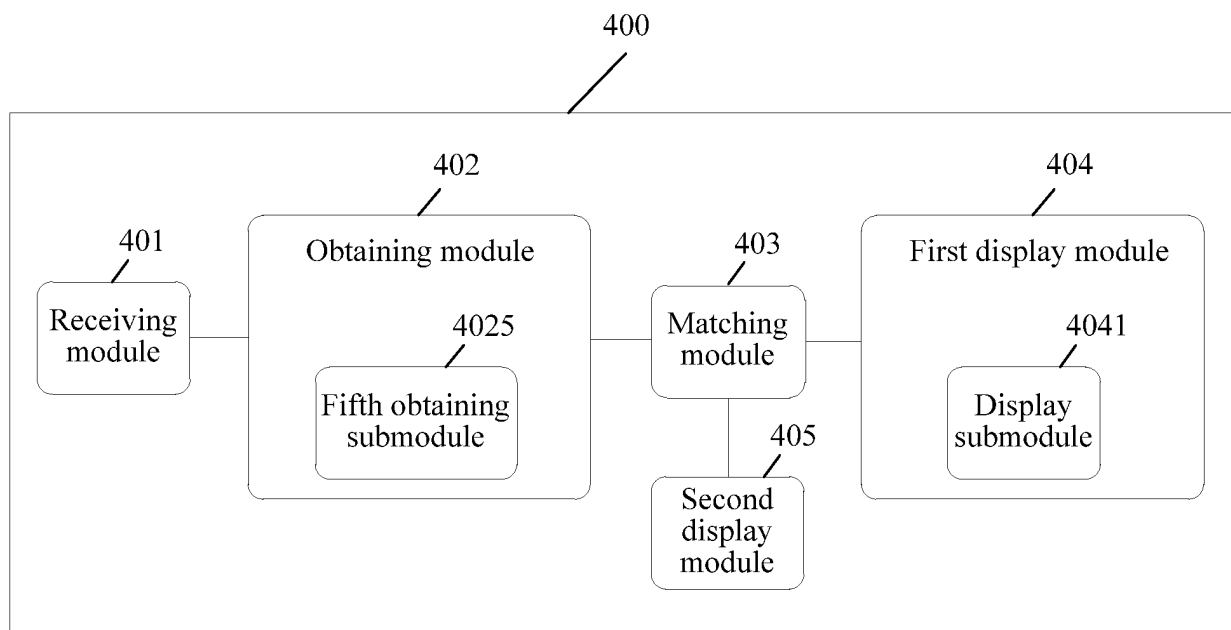 400
402
404
401
Obtaining module
403
First display module
Receiving
module
4025
Matching
module
4041
Fifth obtaining
submodule
Display
submodule
405
Second
display
module